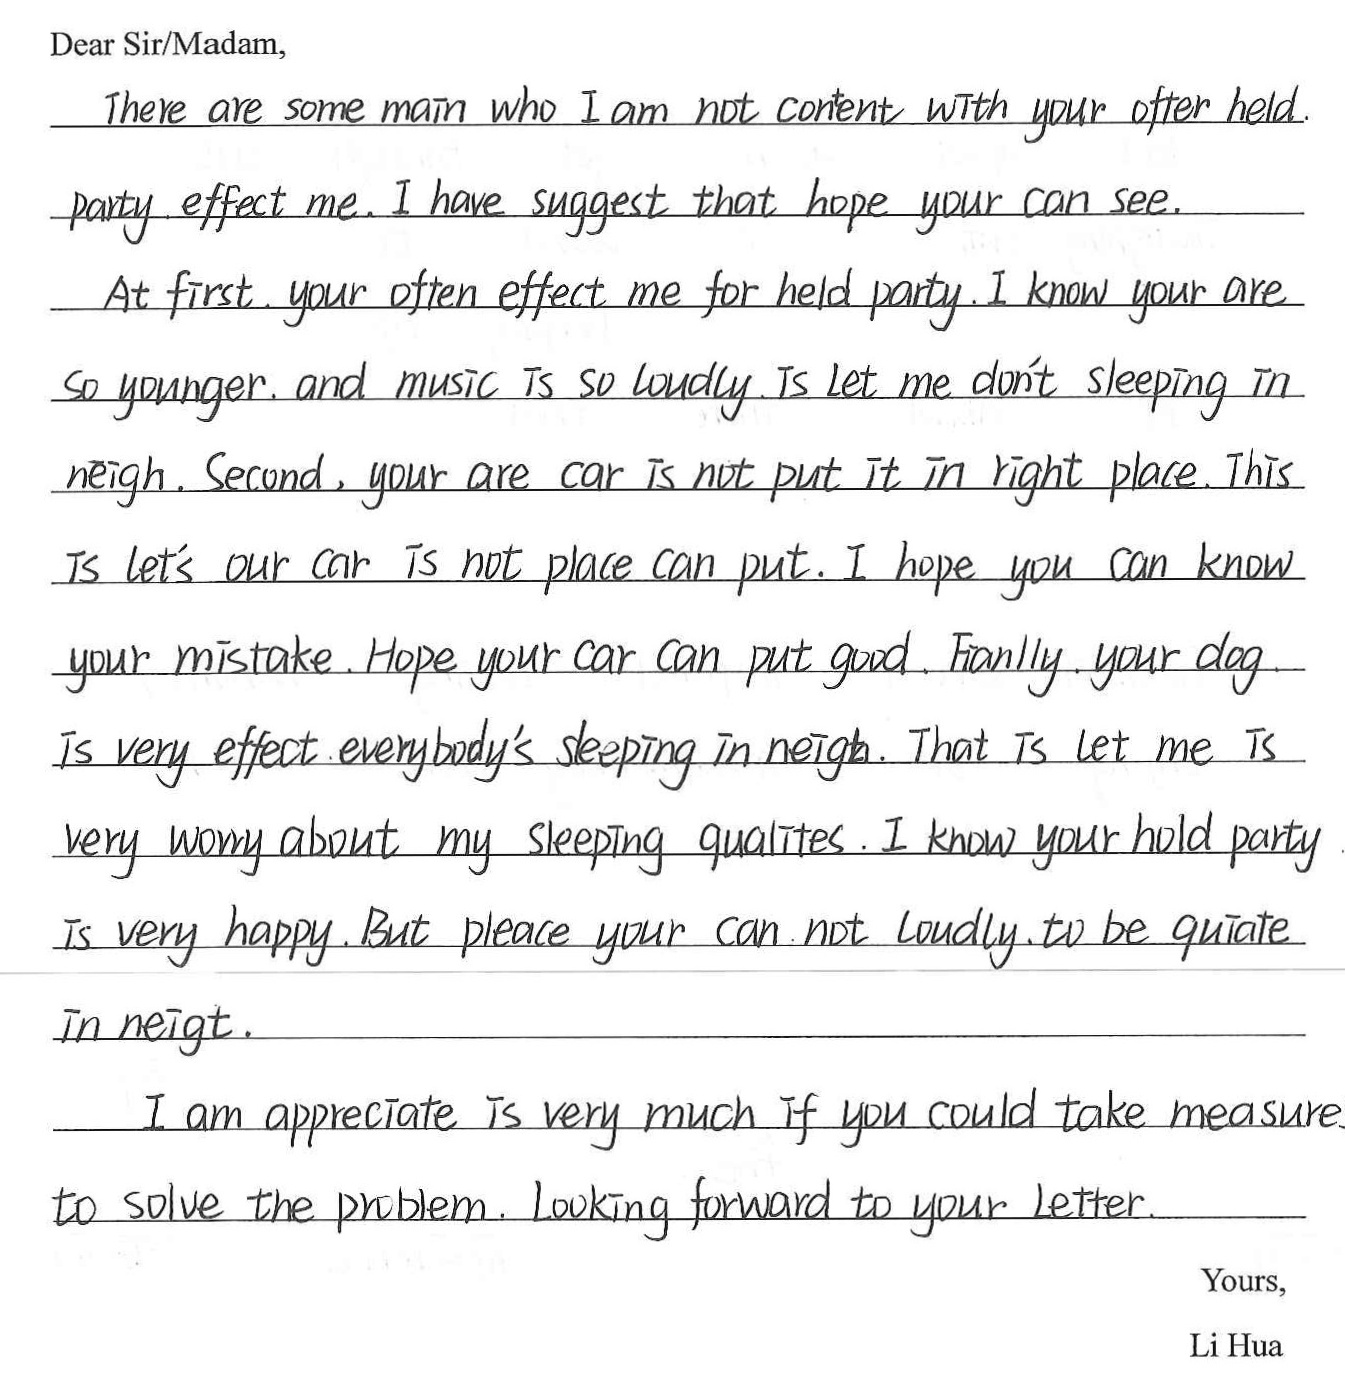 Dear Sir/Madam,
There are some main who I am not content with your ofter held.
party effect me. I have suggest that hope your can see.
At first. your often effect me for held party. I know your are
so younger. and music is so loudly. is let me don't sleeping in
neigh. Second, your are car is not put it in right place. This
is let's our car is not place can put. I hope you can know
your mistake. Hope your car can put good. Fianlly. your dog
is very effect everybody's sleeping in neigh. That is let me is
very worry about my sleeping qualites. I know your hold party
is very happy. But pleace your can not loudly. to be quiate
in neigt.
I am appreciate is very much if you could take measures
to solve the problem. Looking forward to your letter.
Yours,
Li Hua